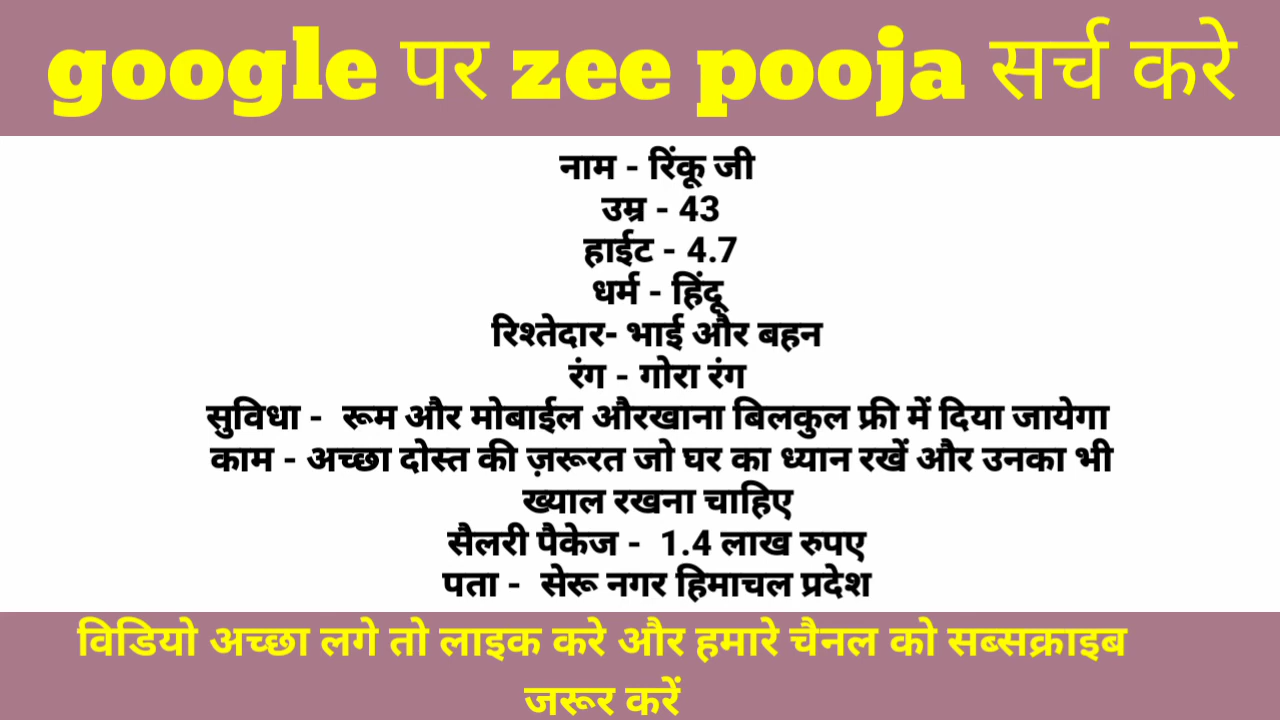 google पर zee pooja सर्च करे
नाम - रिंकू जी
उम्र - 43
हाईट - 4.7
धर्म - हिंदू
रिश्तेदार- भाई और बहन
रंग - गोरा रंग
सुविधा - रूम और मोबाईल औरखाना बिलकुल फ्री में दिया जायेगा
काम - अच्छा दोस्त की ज़रूरत जो घर का ध्यान रखें और उनका भी
ख्याल रखना चाहिए
सैलरी पैकेज - 1.4 लाख रुपए
पता - सेरू नगर हिमाचल प्रदेश
विडियो अच्छा लगे तो लाइक करे और हमारे चैनल को सब्सक्राइब
जरूर करें